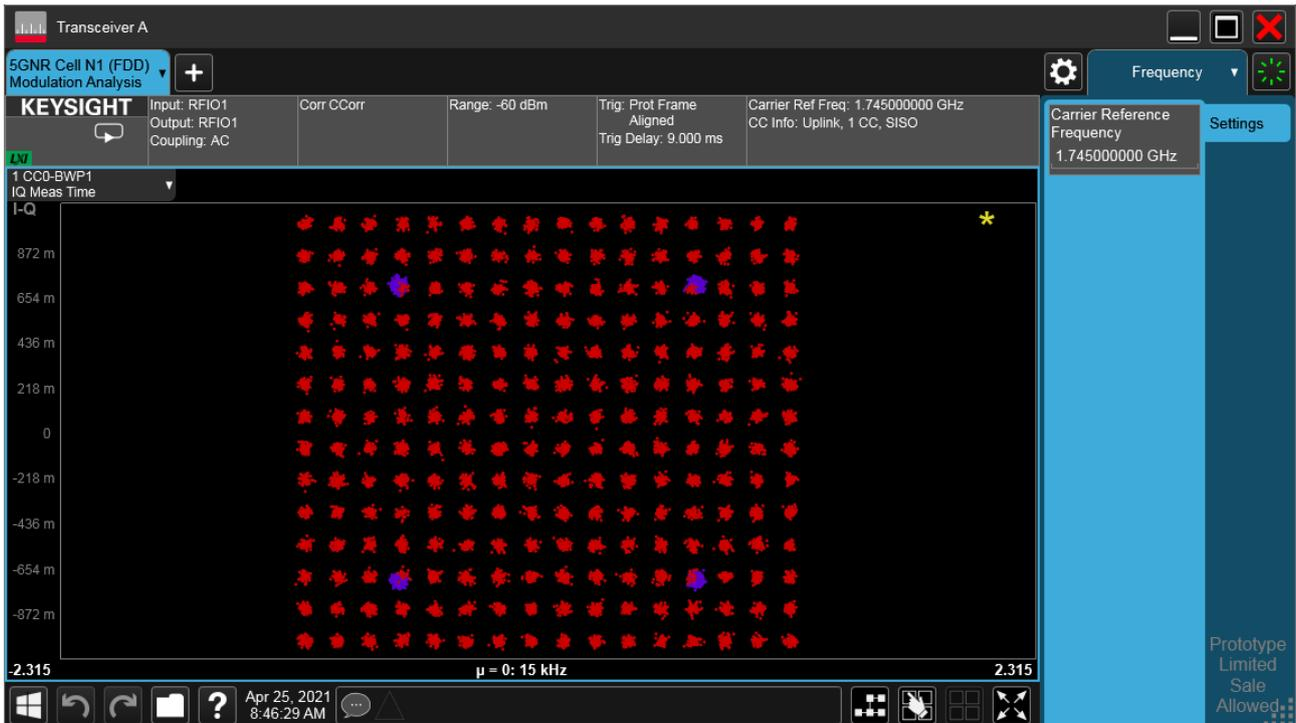 Transceiver A
5GNR Cell N1 (FDD)
Modulation Analysis
+
Frequency
KEYSIGHT
LXI
Input: RFIO1
Output: RFIO1
Coupling: AC
Corr CCorr
Range: -60 dBm
Trig: Prot Frame
Aligned
Trig Delay: 9.000 ms
Carrier Ref Freq: 1.745000000 GHz
CC Info: Uplink, 1 CC, SISO
Carrier Reference
Frequency
1.745000000 GHz
Settings
1 CC0-BWP1
IQ Meas Time
I-Q
*
872 m
654 m
436 m
218 m
0
-218 m
-436 m
-654 m
-872 m
-2.315
µ = 0: 15 kHz
2.315
Prototype
Limited
Sale
Allowed
?
Apr 25, 2021
8:46:29 AM